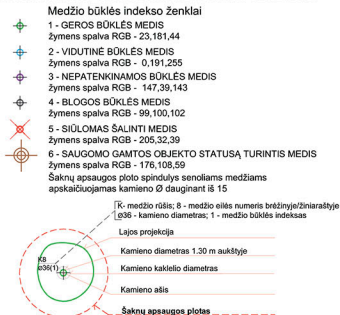 Medžio būklės indekso ženklai
1 - GEROS BŪKLĖS MEDIS
žymens spalva RGB - 23,181,44
2 - VIDUTINĖ BŪKLĖS MEDIS
žymens spalva RGB - 0,191,255
3 - NEPATENKINAMOS BŪKLĖS MEDIS
žymens spalva RGB - 147,39,143
4 - BLOGOS BŪKLĖS MEDIS
žymens spalva RGB - 99,100,102
5 - SIŪLOMAS ŠALINTI MEDIS
žymens spalva RGB - 205,32,39
6 - SAUGOMO GAMTOS OBJEKTO STATUSĄ TURINTIS MEDIS
žymens spalva RGB - 176,108,59
Šaknų apsaugos ploto spindulys senoliams medžiams
apskaičiuojamas kamieno Ø dauginant iš 15
K- medžio rūšis; 8 - medžio eilės numeris brėžinyje/žiniaraštyje
ø36 - kamieno diametras; 1 - medžio būklės indeksas
Lajos projekcija
Kamieno diametras 1.30 m aukštyje
K8
ø36(1)
Kamieno kaklelio diametras
Kamieno ašis
Šaknų apsaugos plotas